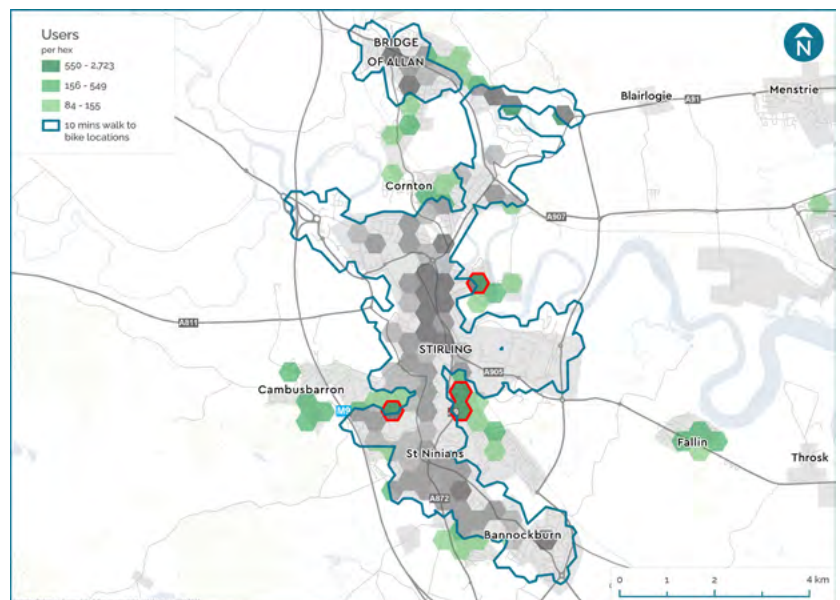 Users
per hex
550 - 2,723
156 - 549
84 - 155
10 mins walk to
bike locations
N
BRIDGE
OF ALLAN
Blairlogie
A91
Menstrie
Cornton
A907
A811
STIRLING
A905
Cambusbarron
M9
St Ninians
Fallin
Throsk
A872
Bannockburn
0 1 2 4 km